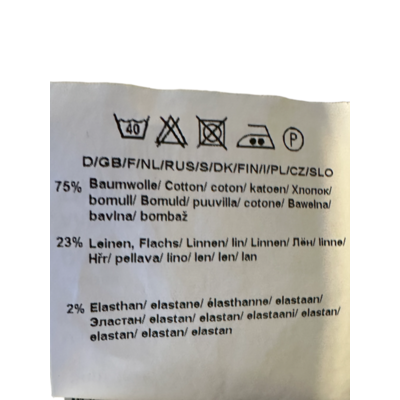 40 P
D/GB/F/NL/RUS/S/DK/FIN/I/PL/CZ/SLO
75% Baumwolle/ Cotton/ coton/ katoen/ Хлопок/
bomull/ Bomuld/ puuvilla/ cotone/ Bawełna/
bavlna/ bombaž
23% Leinen, Flachs/ Linnen/ lin/ Linnen/ Лён/ linne/
Hřr/ pellava/ lino/ len/ len/ lan
2% Elasthan/ elastane/ élasthanne/ elastaan/
Эластан/ elastan/ elastan/ elastaani/ elastan/
elastan/ elastan/ elastan